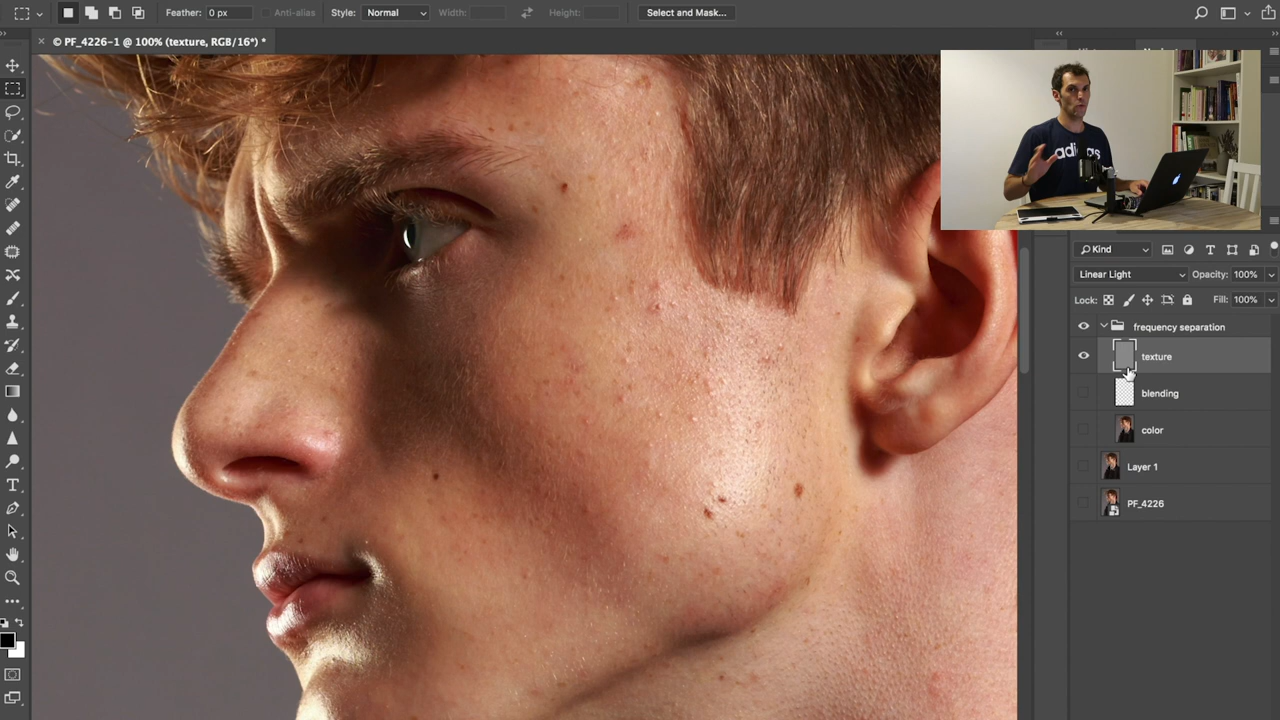 Feather: 0 px
Anti-alias
Style: Normal
Width:
Height:
Select and Mask...
© PF_4226-1 @ 100% (texture, RGB/16*) *
adidas
Kind
Linear Light
Opacity: 100%
Lock:
Fill: 100%
frequency separation
texture
blending
color
Layer 1
PF_4226